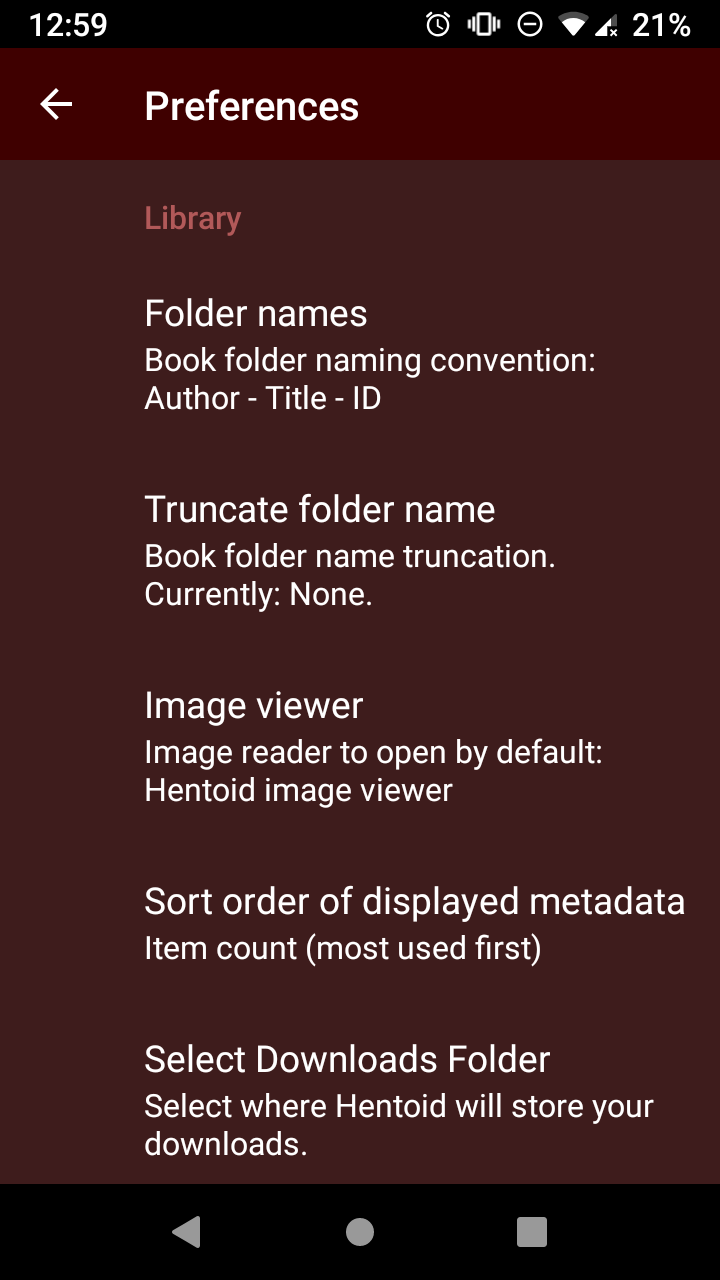 12:59
21%
Preferences
Library
Folder names
Book folder naming convention:
Author - Title - ID
Truncate folder name
Book folder name truncation.
Currently: None.
Image viewer
Image reader to open by default:
Hentoid image viewer
Sort order of displayed metadata
Item count (most used first)
Select Downloads Folder
Select where Hentoid will store your
downloads.